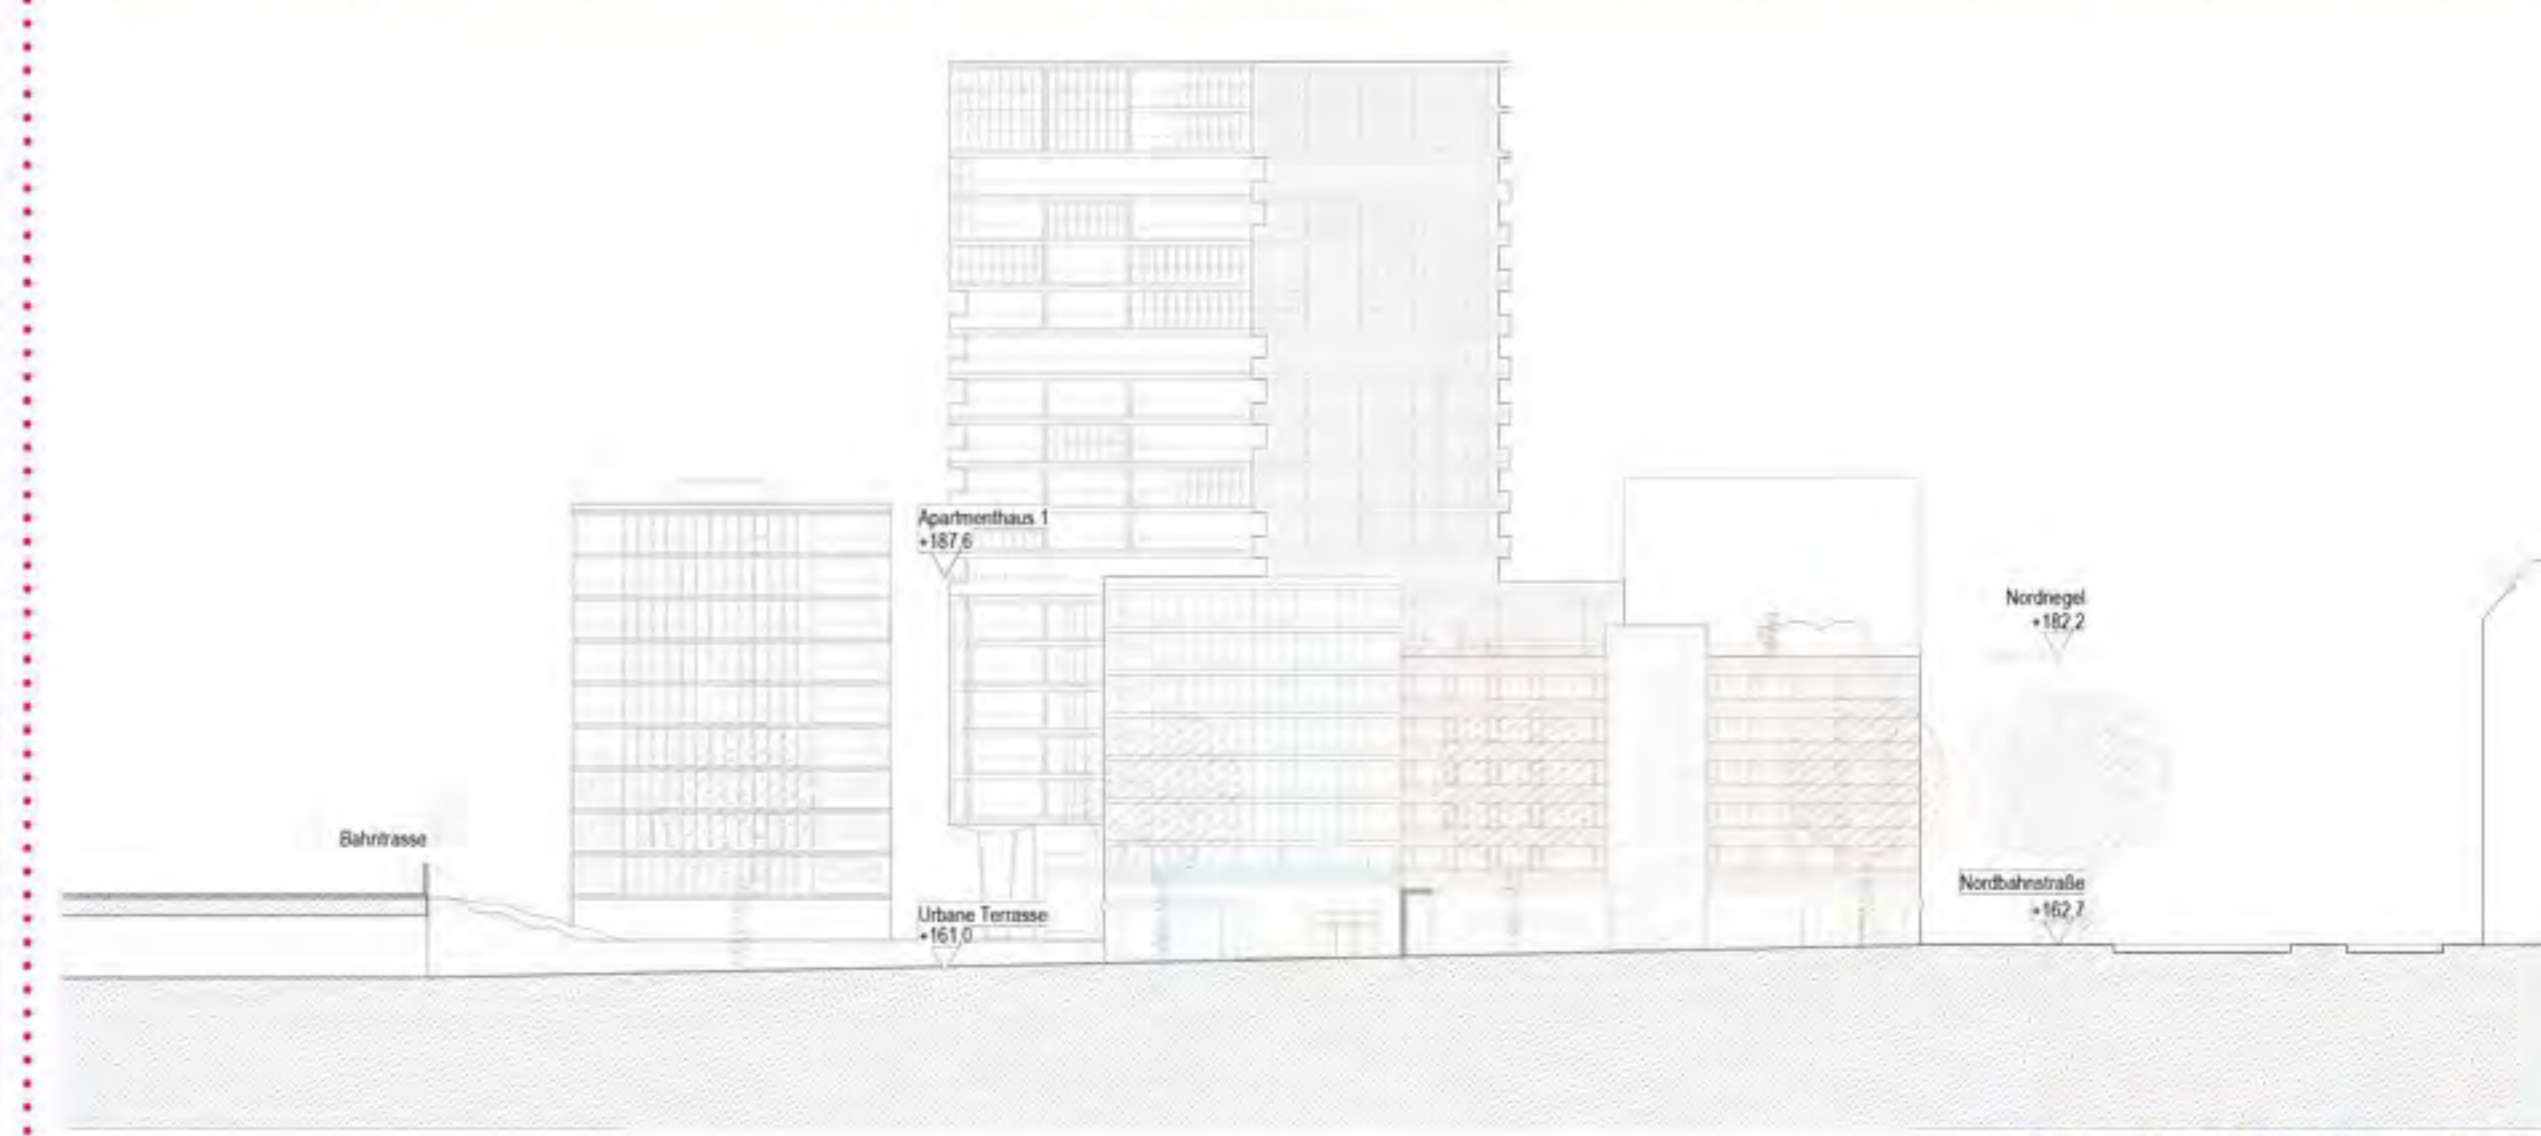 Apartmenthaus 1
+187,6
Nordriegel
+182,2
Bahntrasse
Nordbahnstraße
+162,7
Urbane Terrasse
+161,0